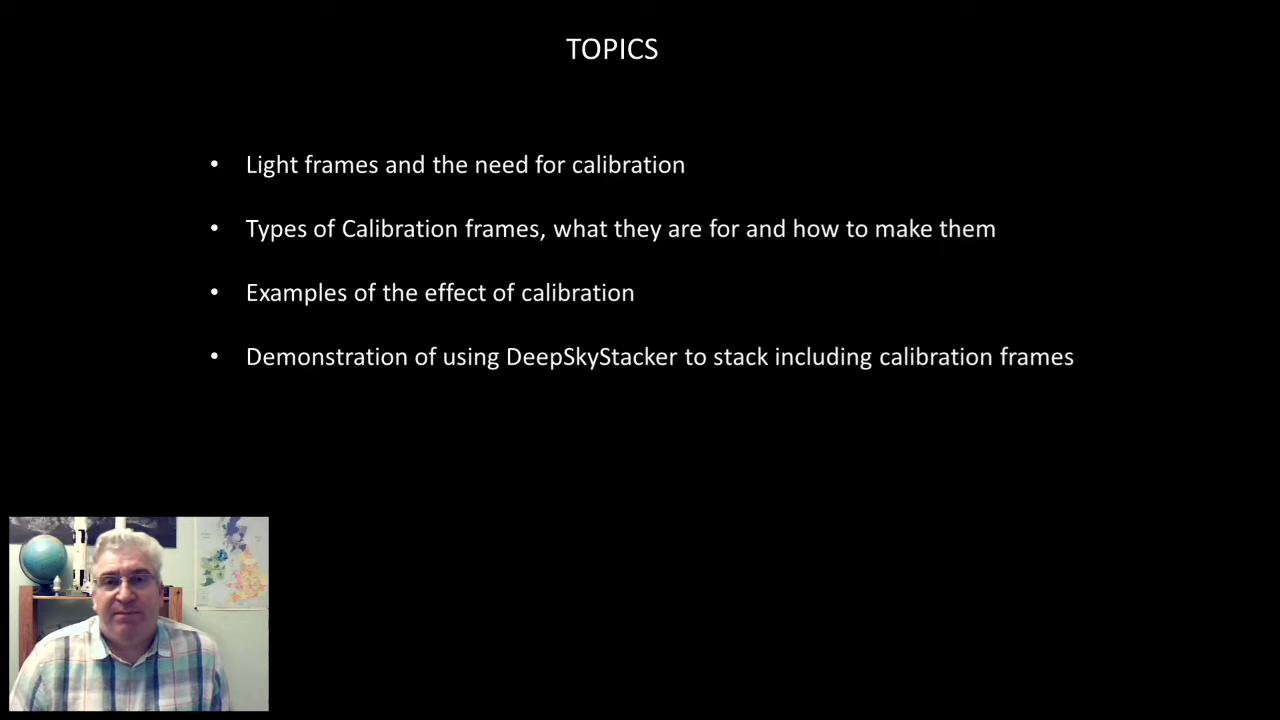 TOPICS
• Light frames and the need for calibration
• Types of Calibration frames, what they are for and how to make them
• Examples of the effect of calibration
• Demonstration of using DeepSkyStacker to stack including calibration frames